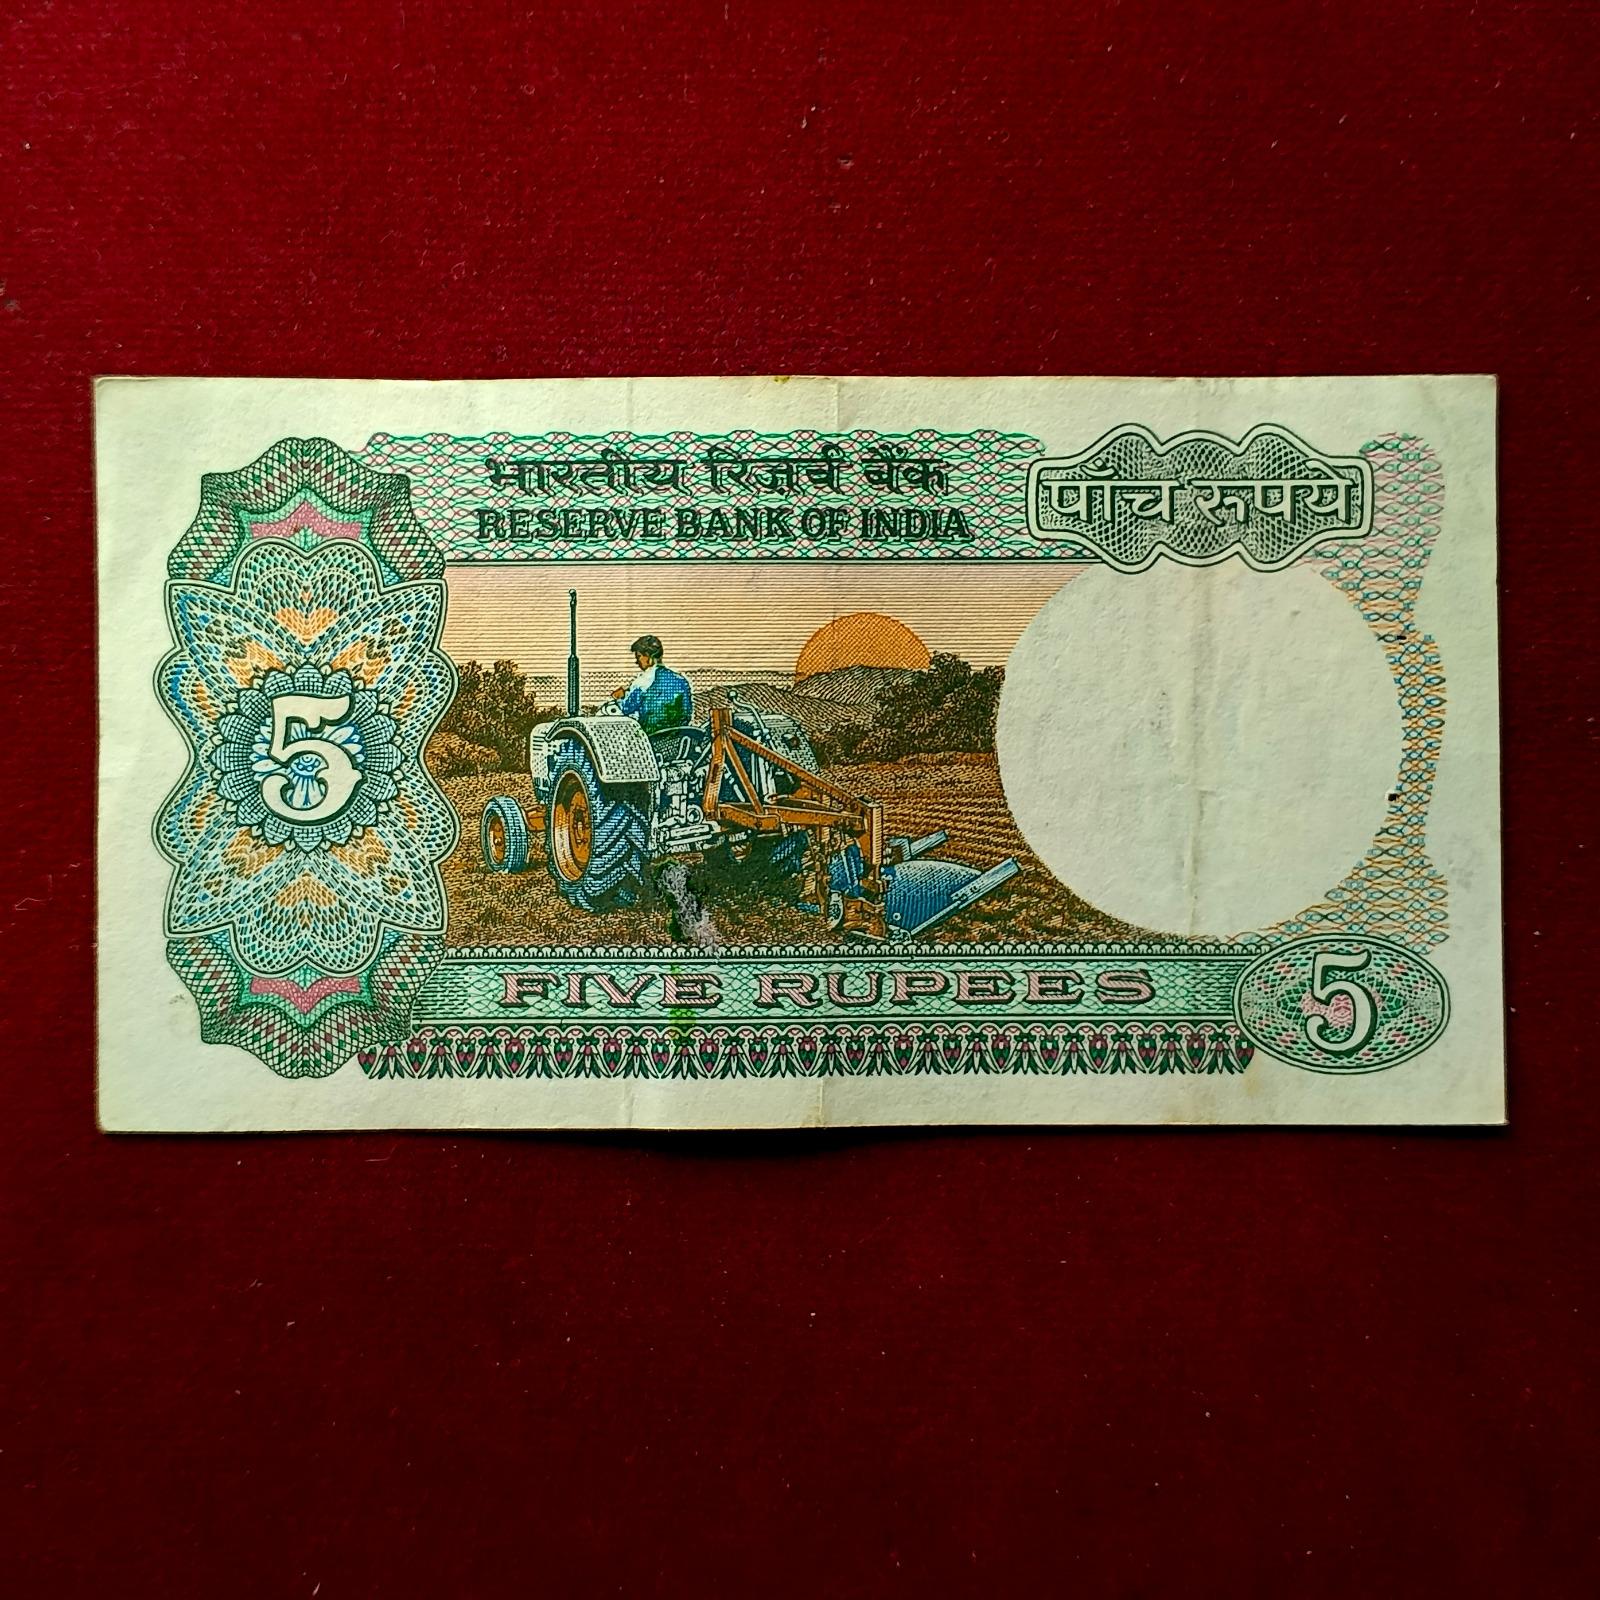 भारतीय रिज़र्व बैंक
RESERVE BANK OF INDIA
पाँच रूपये
5
FIVE RUPEES
5